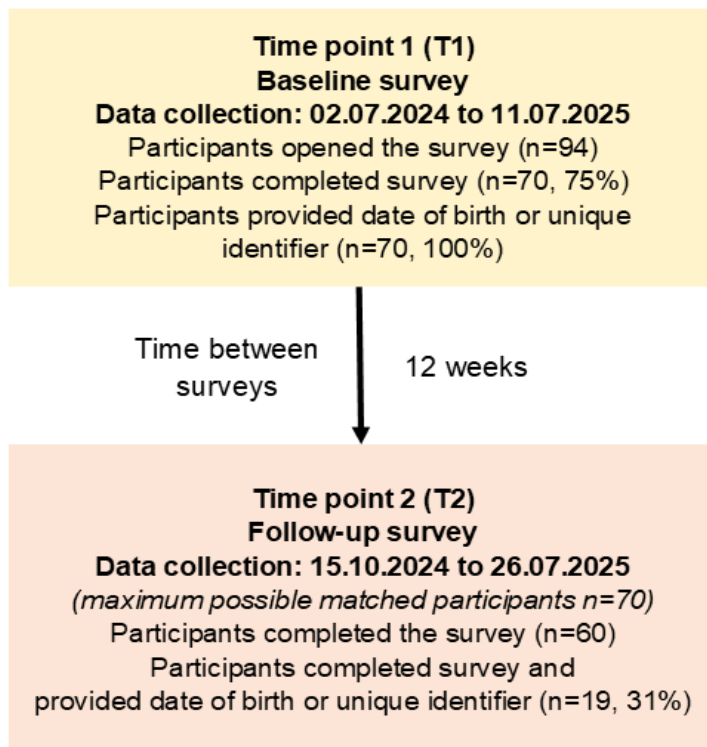 Time point 1 (T1)
Baseline survey
Data collection: 02.07.2024 to 11.07.2025
Participants opened the survey (n=94)
Participants completed survey (n=70, 75%)
Participants provided date of birth or unique
identifier (n=70, 100%)
Time between
surveys
12 weeks
Time point 2 (T2)
Follow-up survey
Data collection: 15.10.2024 to 26.07.2025
(maximum possible matched participants n=70)
Participants completed the survey (n=60)
Participants completed survey and
provided date of birth or unique identifier (n=19, 31%)